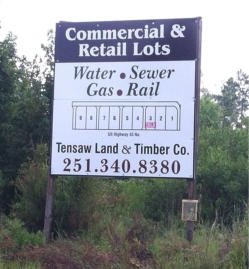 Commercial &
Retail Lots
Water • Sewer
Gas • Rail
9 8 7 6 5 4 3 2 1
US Highway 43 No.
Tensaw Land & Timber Co.
251.340.8380